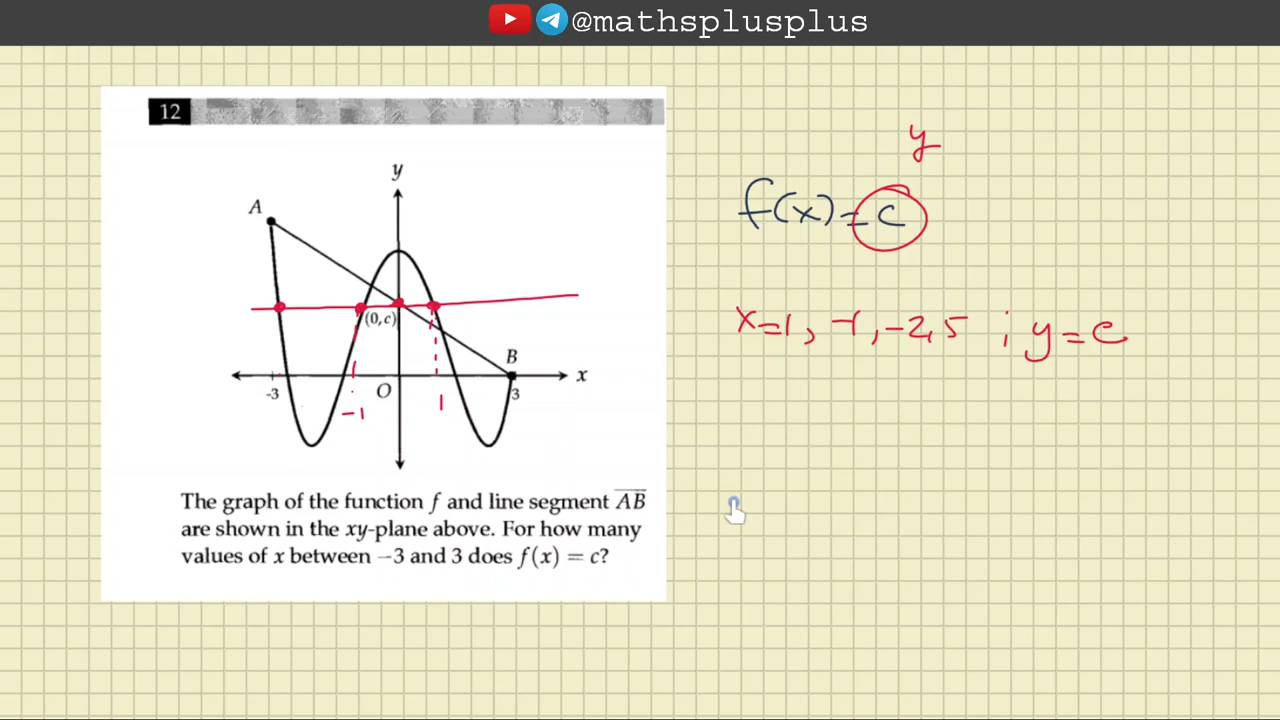 @mathsplusplus
12
y
A
(0,c)
B
x
-3
O
3
-1
1
The graph of the function f and line segment AB
are shown in the xy-plane above. For how many
values of x between −3 and 3 does f(x) = c?
y
f(x)=c
x=1, -1, -2,5 ; y=c